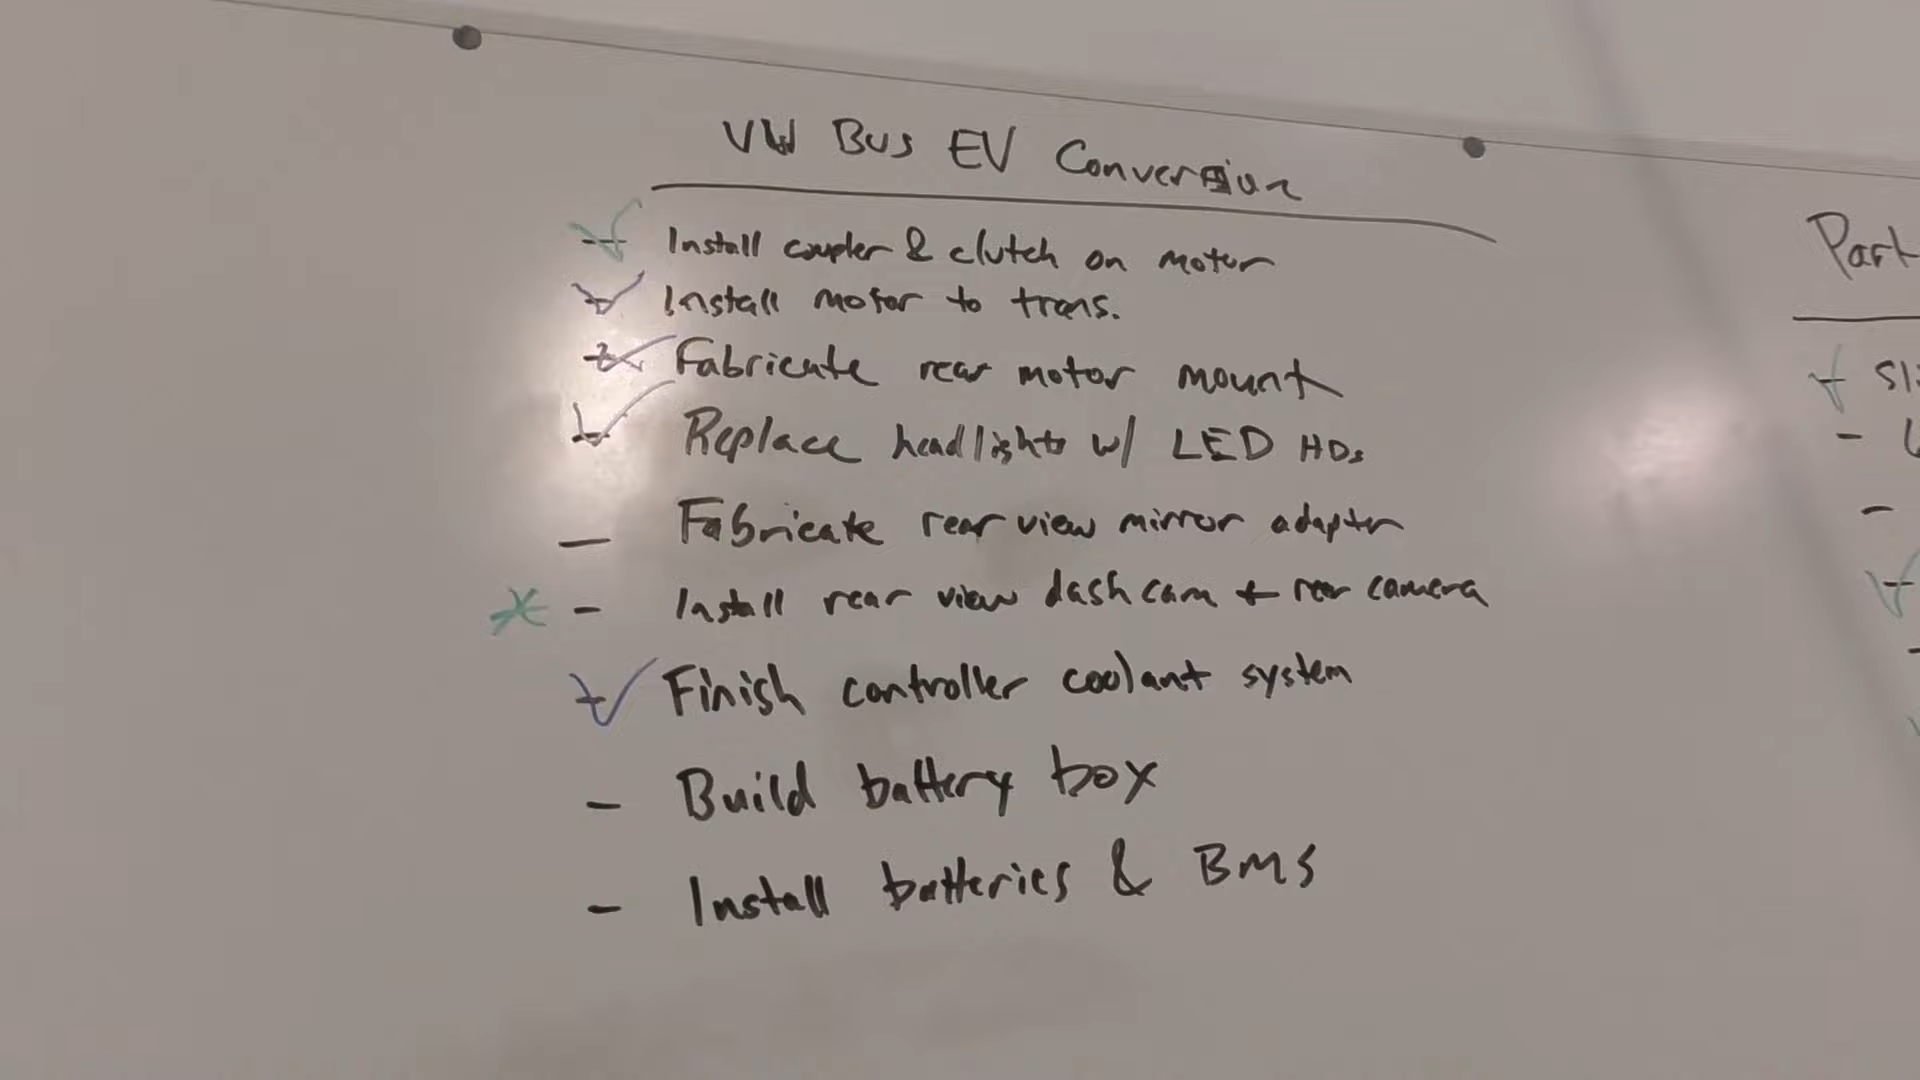 VW Bus EV Conversion
Install coupler & clutch on motor
Install motor to trans.
Fabricate rear motor mount
Replace headlights w/ LED HDs
- Fabricate rear view mirror adapter
* - Install rear view dash cam + rear camera
Finish controller coolant system
- Build battery box
- Install batteries & BMS
Part